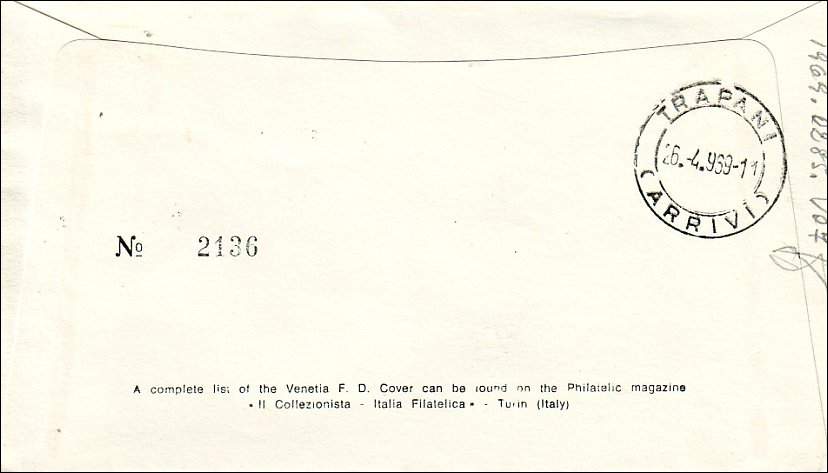 TRAPANI
26.-4.969-11
(ARRIVI)
№ 2136
A complete list of the Venetia F. D. Cover can be found on the Philatelic magazine
« Il Collezionista - Italia Filatelica » - Turin (Italy)